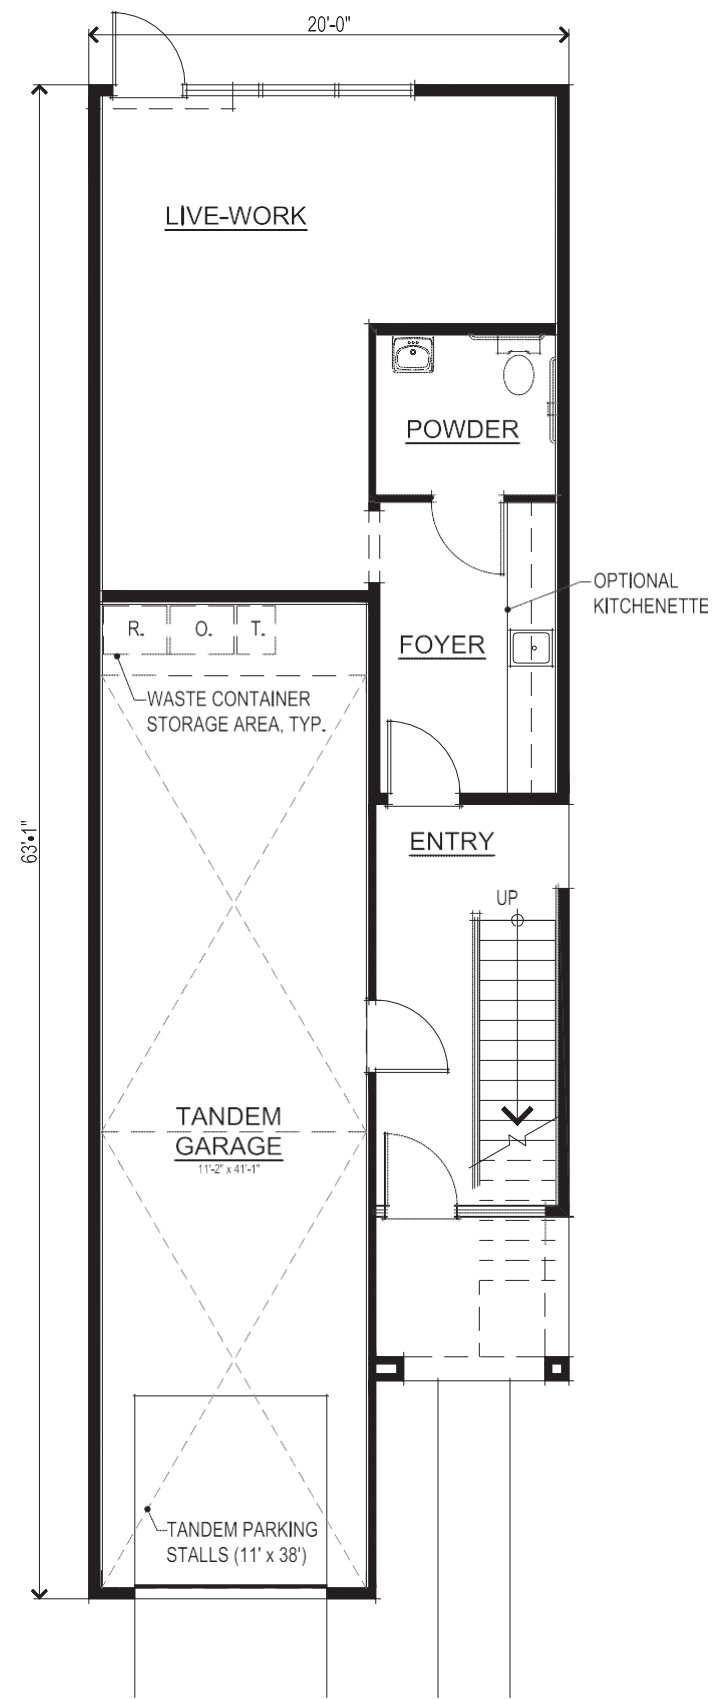 20'-0"
LIVE-WORK
POWDER
OPTIONAL
KITCHENETTE
R.
O.
T.
FOYER
WASTE CONTAINER
STORAGE AREA, TYP.
63'-1"
ENTRY
UP
TANDEM
GARAGE
11'-2" x 41'-1"
TANDEM PARKING
STALLS (11' x 38')